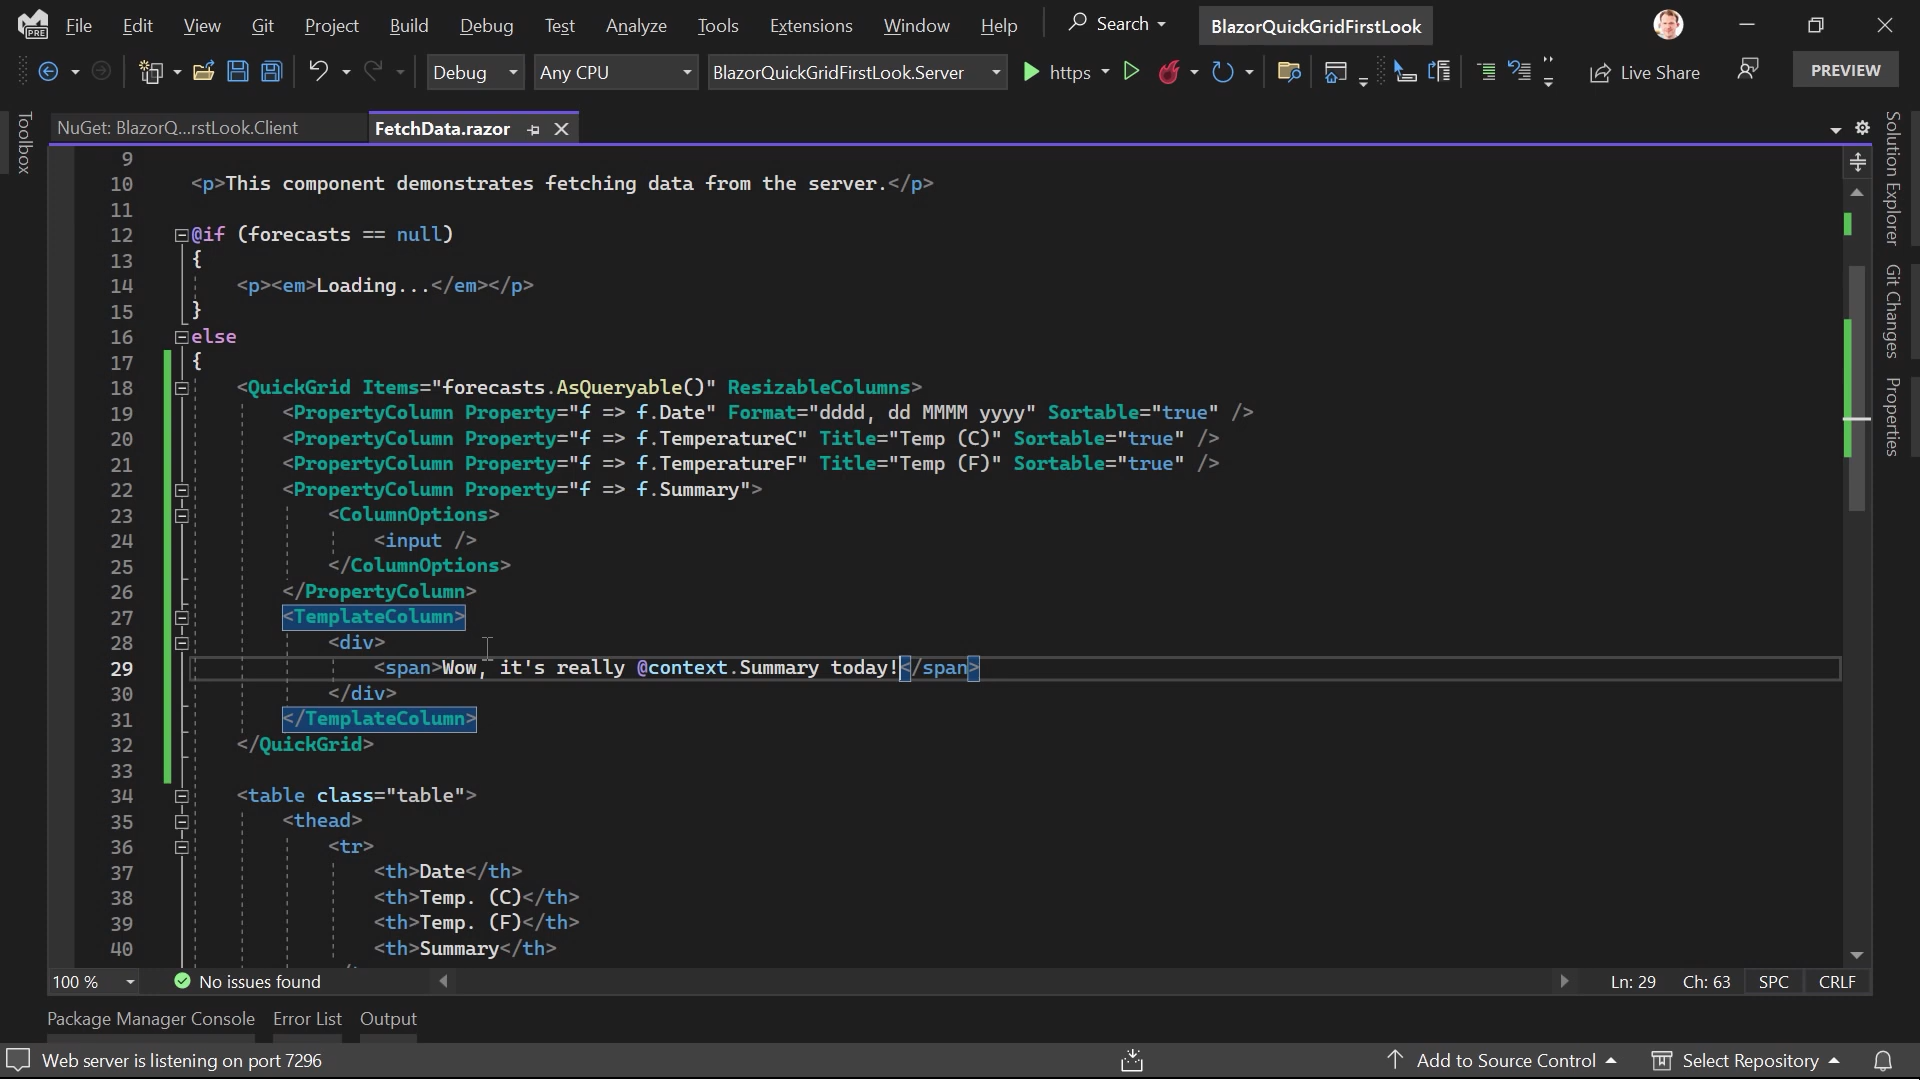 PRE File Edit View Git Project Build Debug Test Analyze Tools Extensions Window Help Search BlazorQuickGridFirstLook
Debug Any CPU BlazorQuickGridFirstLook.Server https Live Share PREVIEW
Toolbox
NuGet: BlazorQ...rstLook.Client FetchData.razor
Solution Explorer
Git Changes
Properties
9
10 <p>This component demonstrates fetching data from the server.</p>
11
12 @if (forecasts == null)
13 {
14 <p><em>Loading...</em></p>
15 }
16 else
17 {
18 <QuickGrid Items="forecasts.AsQueryable()" ResizableColumns>
19 <PropertyColumn Property="f => f.Date" Format="dddd, dd MMMM yyyy" Sortable="true" />
20 <PropertyColumn Property="f => f.TemperatureC" Title="Temp (C)" Sortable="true" />
21 <PropertyColumn Property="f => f.TemperatureF" Title="Temp (F)" Sortable="true" />
22 <PropertyColumn Property="f => f.Summary">
23 <ColumnOptions>
24 <input />
25 </ColumnOptions>
26 </PropertyColumn>
27 <TemplateColumn>
28 <div>
29 <span>Wow, it's really @context.Summary today!</span>
30 </div>
31 </TemplateColumn>
32 </QuickGrid>
33
34 <table class="table">
35 <thead>
36 <tr>
37 <th>Date</th>
38 <th>Temp. (C)</th>
39 <th>Temp. (F)</th>
40 <th>Summary</th>
100 % No issues found Ln: 29 Ch: 63 SPC CRLF
Package Manager Console Error List Output
Web server is listening on port 7296 Add to Source Control Select Repository